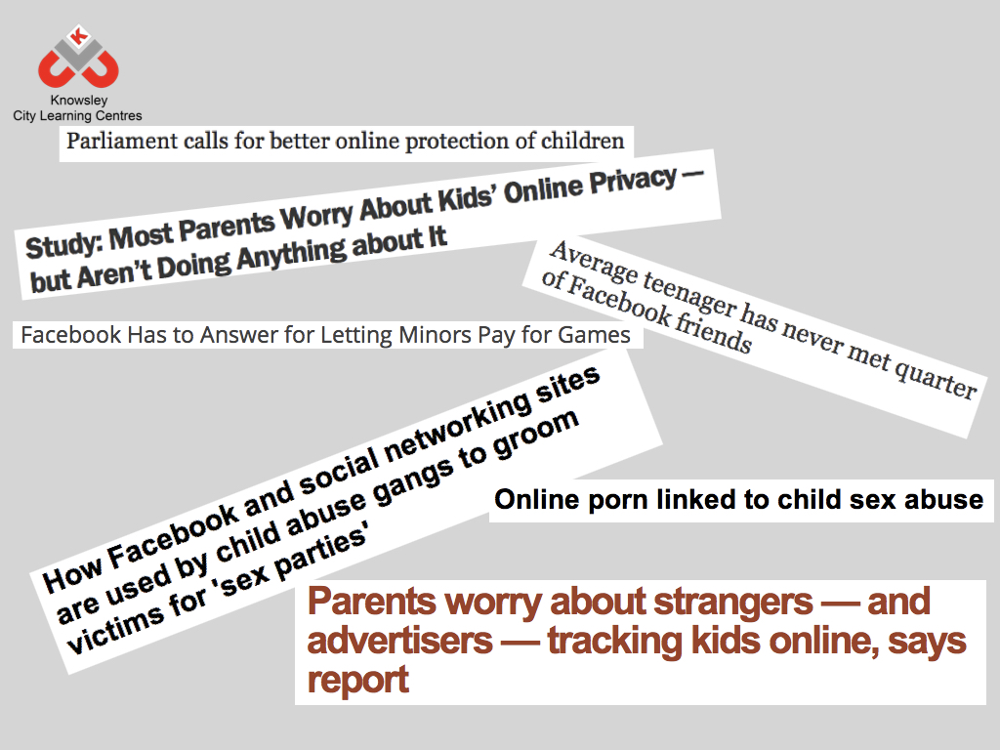 K
Knowsley
City Learning Centres
Parliament calls for better online protection of children
Study: Most Parents Worry About Kids’ Online Privacy —
but Aren’t Doing Anything about It
Average teenager has never met quarter
of Facebook friends
Facebook Has to Answer for Letting Minors Pay for Games
How Facebook and social networking sites
are used by child abuse gangs to groom
victims for 'sex parties'
Online porn linked to child sex abuse
Parents worry about strangers — and
advertisers — tracking kids online, says
report